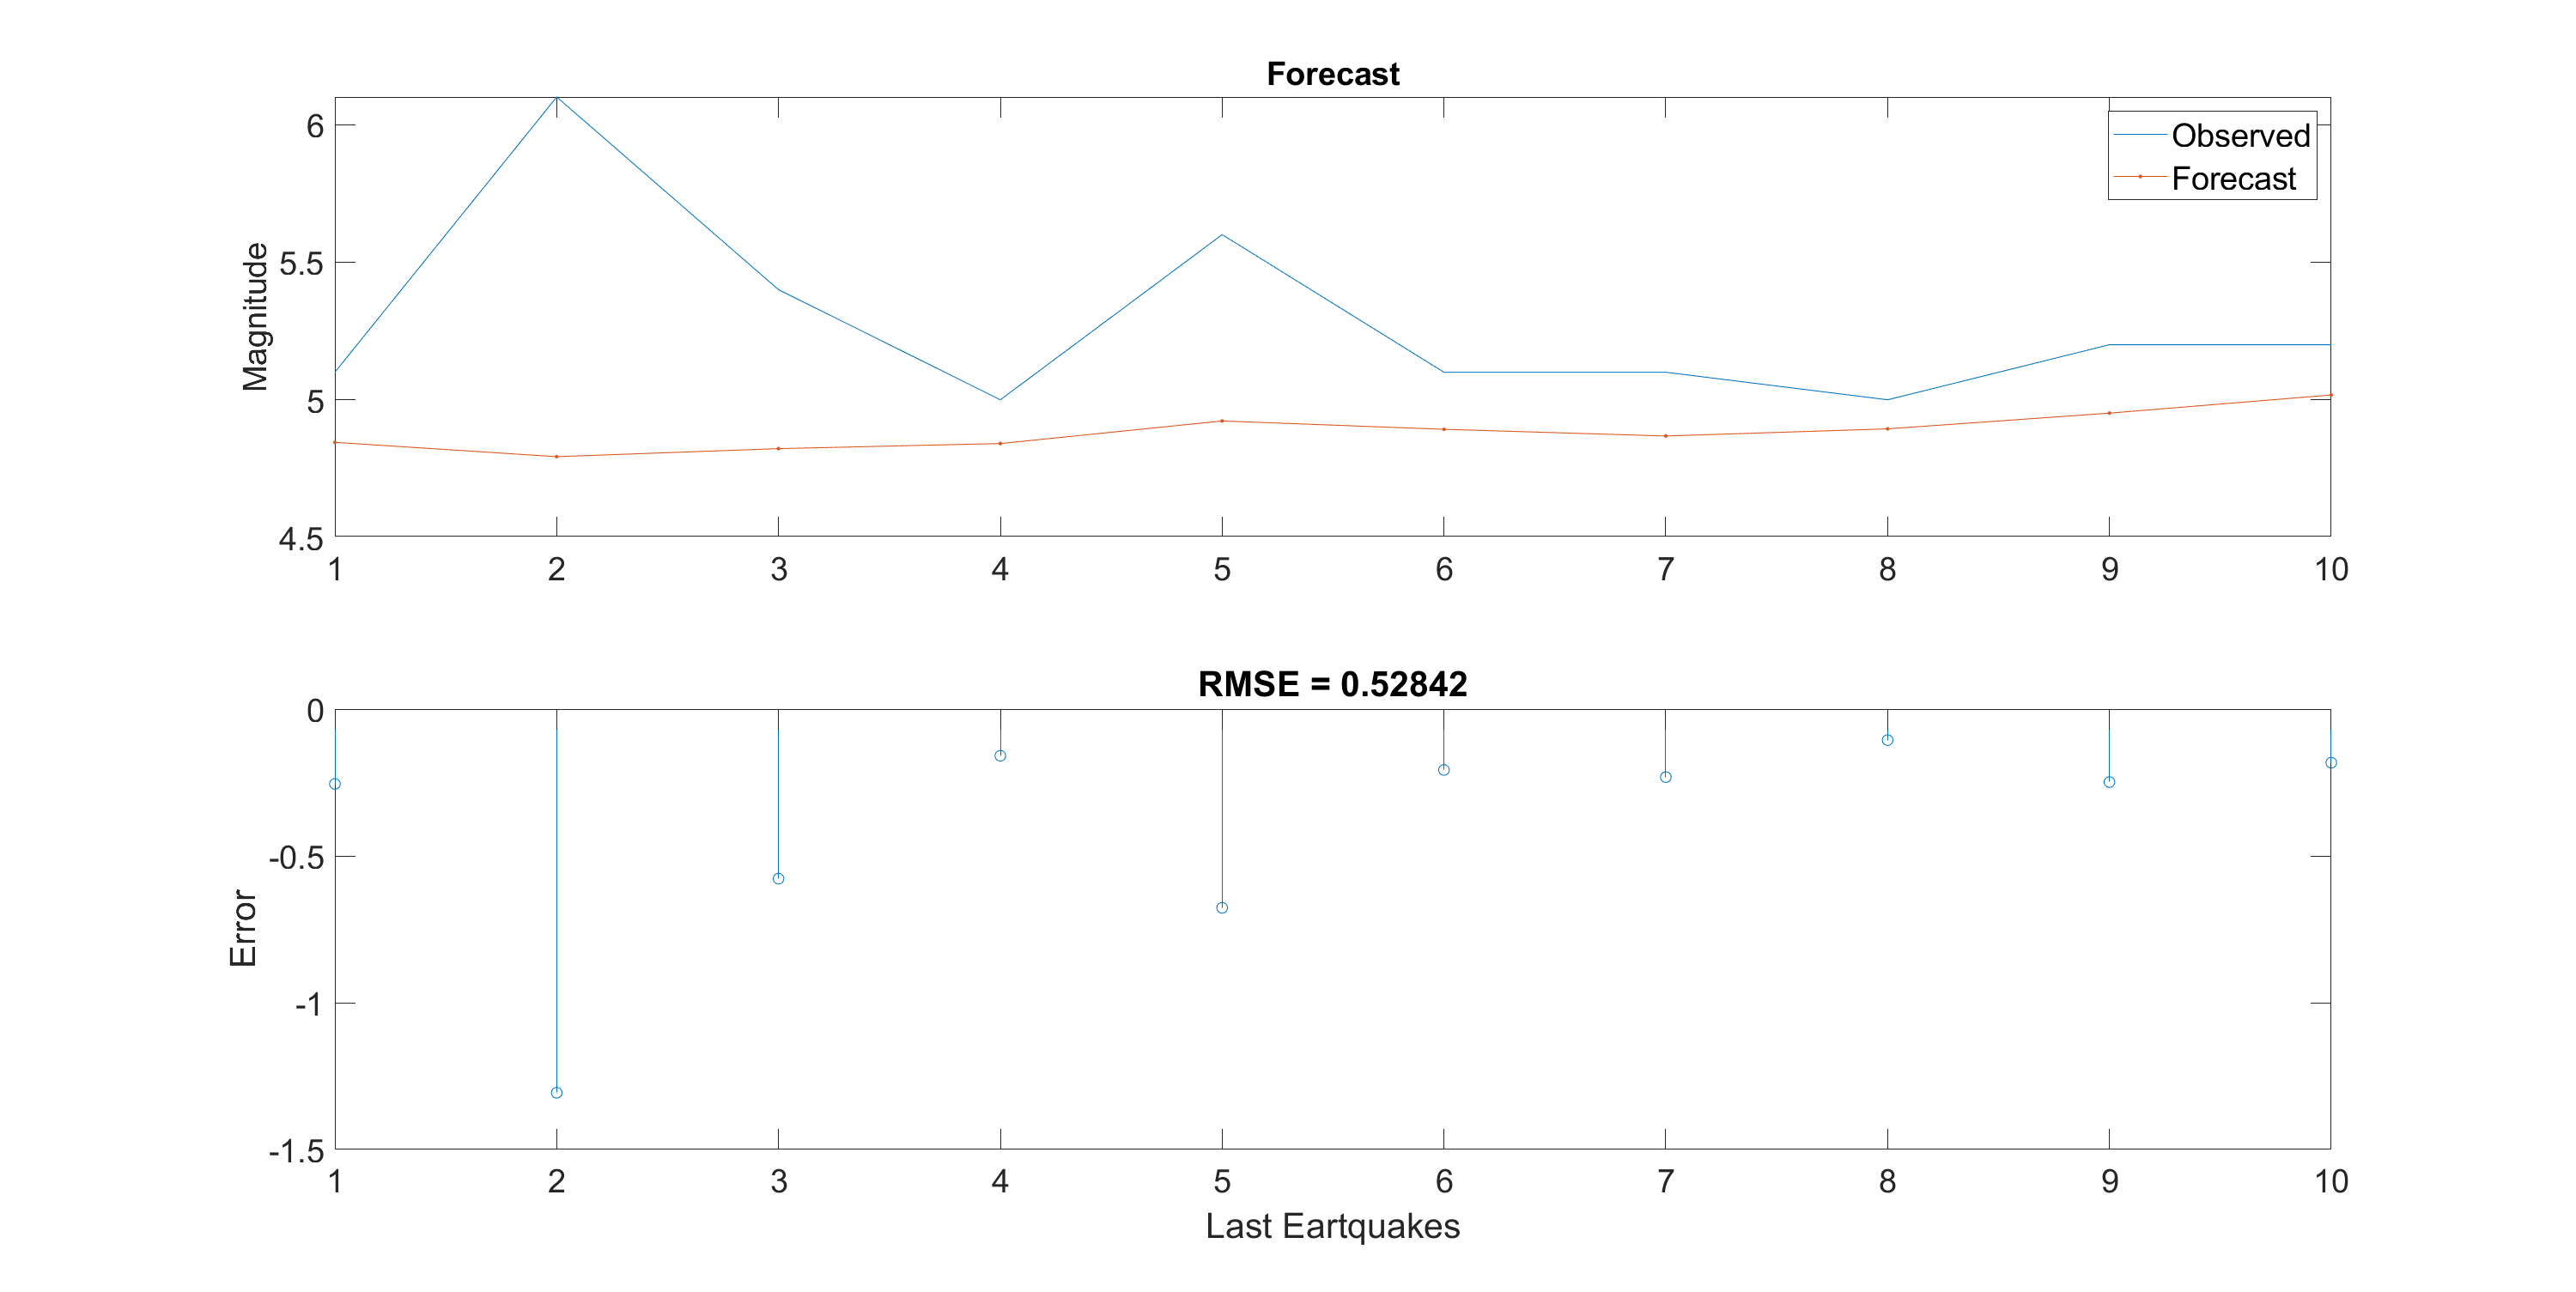 Forecast
6
5.5
5
4.5
Magnitude
Observed
Forecast
1 2 3 4 5 6 7 8 9 10
RMSE = 0.52842
0
-0.5
-1
-1.5
Error
1 2 3 4 5 6 7 8 9 10
Last Eartquakes